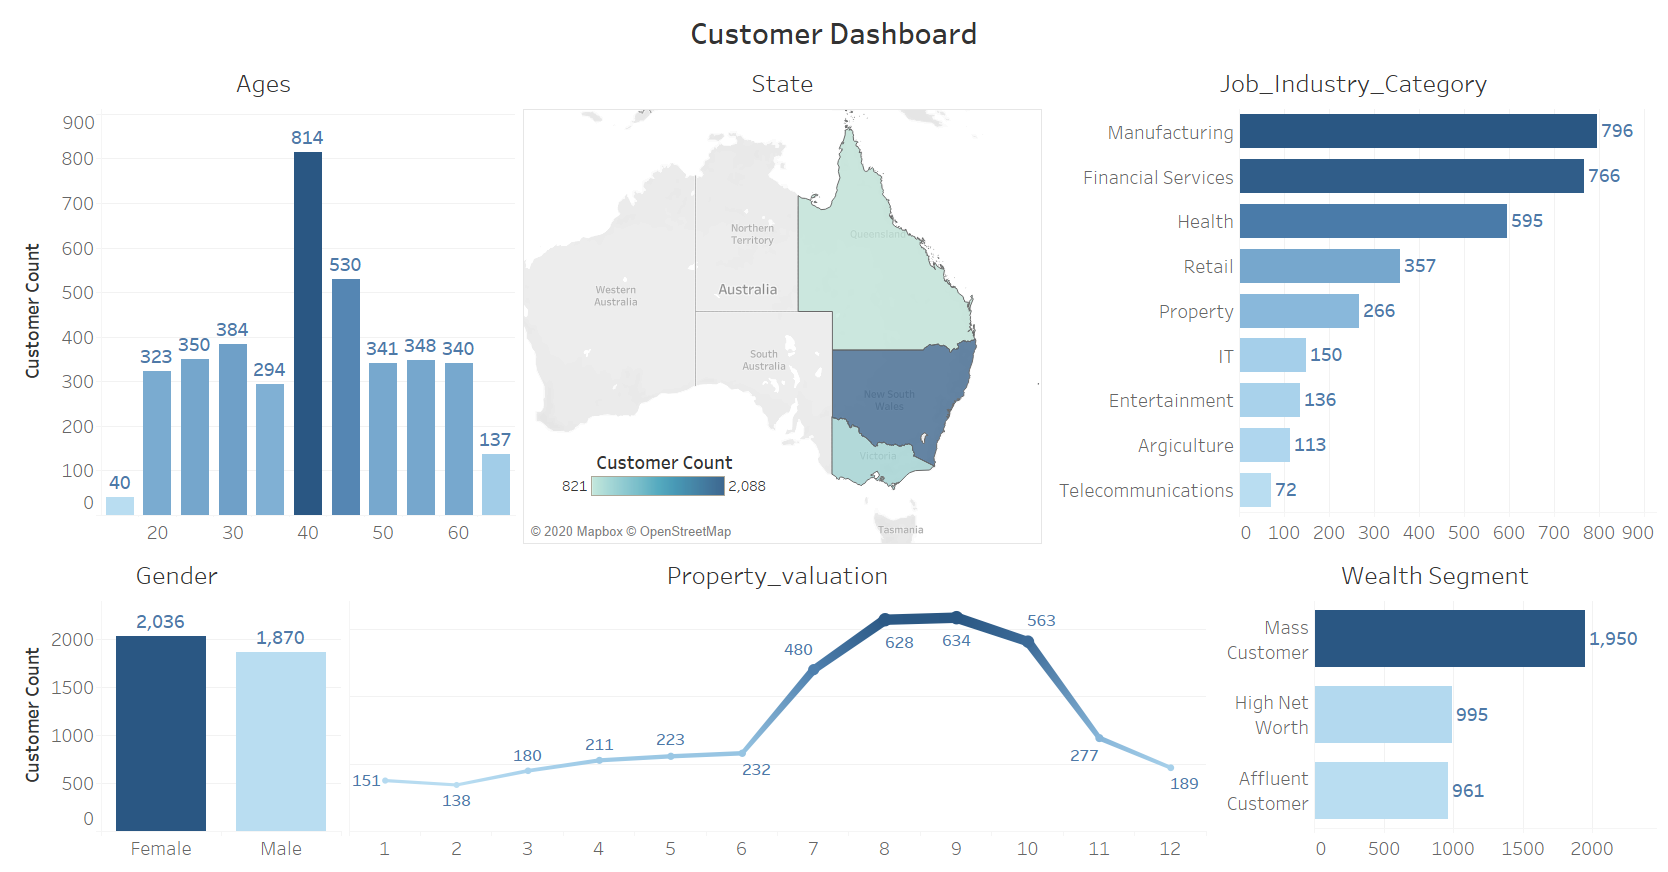 Customer Dashboard
Ages
Customer Count
900
800
700
600
500
400
300
200
100
0
40
323
350
384
294
814
530
341
348
340
137
20
30
40
50
60
State
Northern
Territory
Queensland
Western
Australia
Australia
South
Australia
New South
Wales
Victoria
Tasmania
Customer Count
821
2,088
© 2020 Mapbox © OpenStreetMap
Job_Industry_Category
Manufacturing
796
Financial Services
766
Health
595
Retail
357
Property
266
IT
150
Entertainment
136
Argiculture
113
Telecommunications
72
0
100
200
300
400
500
600
700
800
900
Gender
Customer Count
2000
1500
1000
500
0
2,036
1,870
Female
Male
Property_valuation
151
138
180
211
223
232
480
628
634
563
277
189
1
2
3
4
5
6
7
8
9
10
11
12
Wealth Segment
Mass
Customer
1,950
High Net
Worth
995
Affluent
Customer
961
0
500
1000
1500
2000